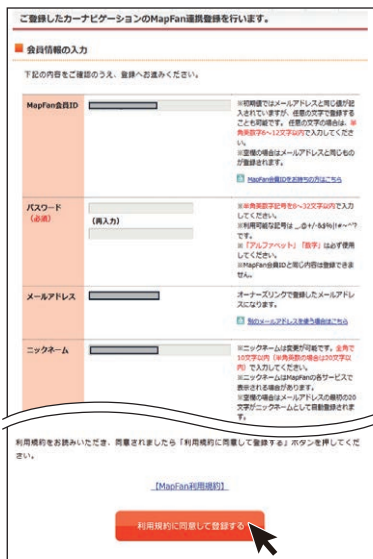 ご登録したカーナビゲーションのMapFan連携登録を行います。
会員情報の入力
下記の内容をご確認のうえ、登録へお進みください。
MapFan会員ID
※初期値ではメールアドレスと同じ値が記
入されていますが、任意の文字で登録する
ことも可能です。任意の文字の場合は、半
角英数字6～12文字以内で入力してくださ
い。
※空欄の場合はメールアドレスと同じもの
が登録されます。
MapFan会員IDをお持ちの方はこちら
パスワード
(必須)
(再入力)
※半角英数字記号を6～32文字以内で入力
してください。
※利用可能な記号は _.@+/-&$%(!#~^?
です。
※「アルファベット」「数字」は必ず使用
してください。
※MapFan会員IDと同じ内容は登録できま
せん。
メールアドレス
オーナーズリンクで登録したメールアドレ
スになります。
別のメールアドレスを使う場合はこちら
ニックネーム
※ニックネームは変更が可能です。全角で
10文字以内（半角英数の場合は20文字以
内）で入力してください。
※ニックネームはMapFanの各サービスで
表示される場合があります。
※空欄の場合はメールアドレスの最初の20
文字がニックネームとして自動登録されま
す。
利用規約をお読みいただき、同意されましたら「利用規約に同意して登録する」ボタンを押してくだ
さい。
【MapFan利用規約】
利用規約に同意して登録する